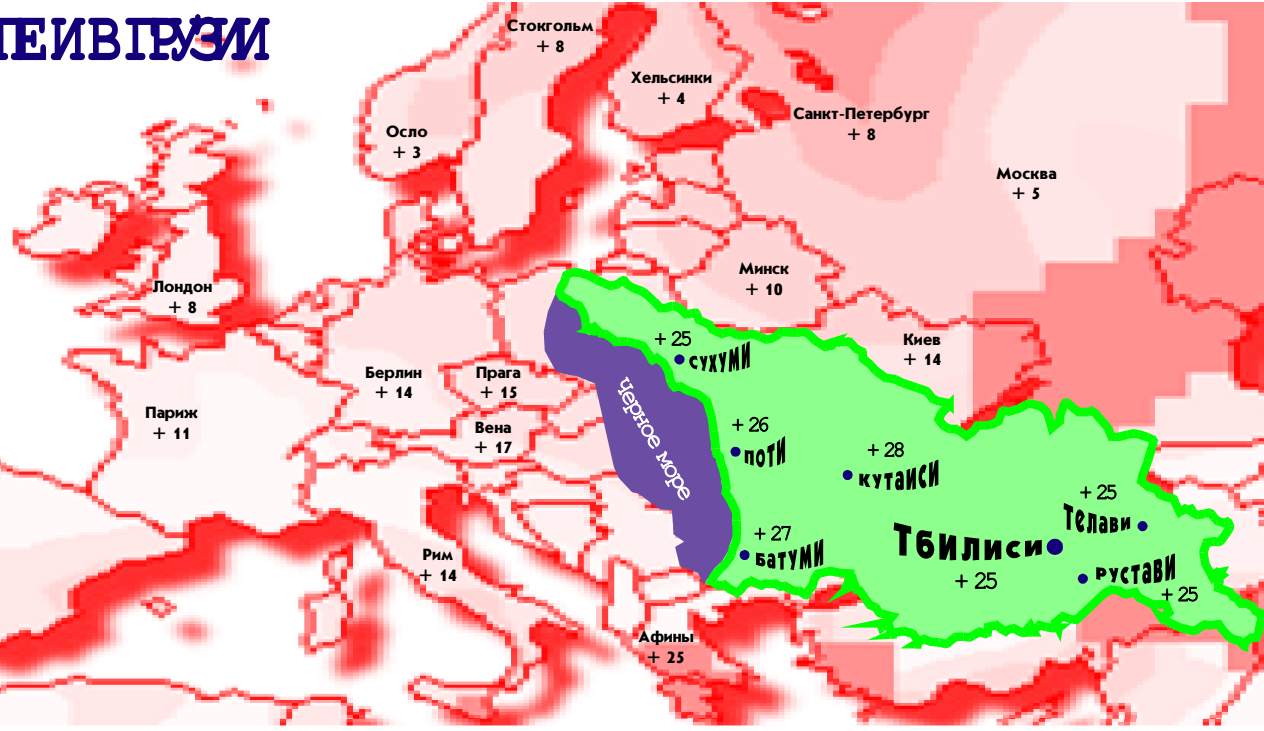 ПЕ И В ГРУЗИИ
Стокгольм
+ 8
Хельсинки
+ 4
Осло
+ 3
Санкт-Петербург
+ 8
Москва
+ 5
Лондон
+ 8
Минск
+ 10
+ 25
Сухуми
Киев
+ 14
Берлин
+ 14
Прага
+ 15
Париж
+ 11
Вена
+ 17
Черное море
+ 26
Поти
+ 28
Кутаиси
+ 25
Телави
+ 27
Батуми
Тбилиси
+ 25
Рустави
+ 25
Рим
+ 14
Афины
+ 25